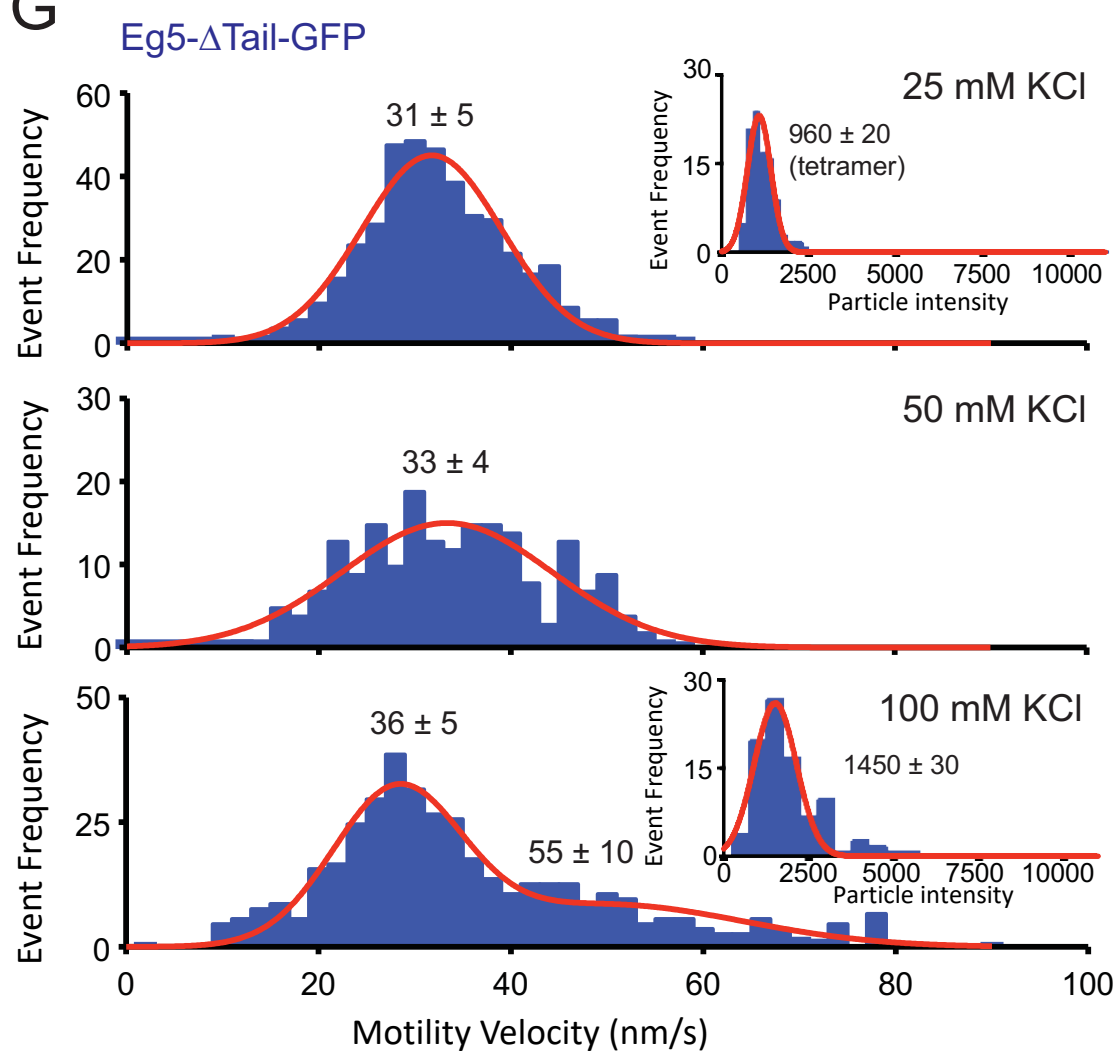 G
Eg5-ΔTail-GFP
Event Frequency
60
40
20
0
31 ± 5
25 mM KCl
Event Frequency
30
15
0
960 ± 20
(tetramer)
0 2500 5000 7500 10000
Particle intensity
50 mM KCl
Event Frequency
30
20
10
0
33 ± 4
100 mM KCl
Event Frequency
50
25
0
36 ± 5
55 ± 10
Event Frequency
30
15
0
1450 ± 30
0 2500 5000 7500 10000
Particle intensity
0 20 40 60 80 100
Motility Velocity (nm/s)